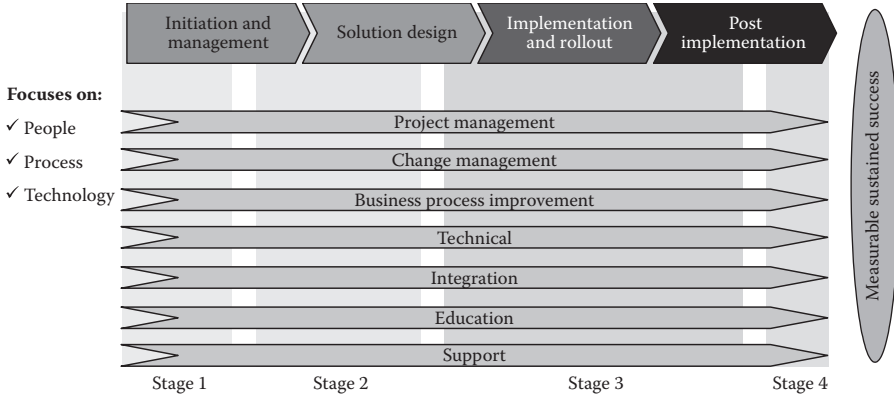 Initiation and
management
Solution design
Implementation
and rollout
Post
implementation
Focuses on:
✓ People
✓ Process
✓ Technology
Project management
Change management
Business process improvement
Technical
Integration
Education
Support
Stage 1
Stage 2
Stage 3
Stage 4
Measurable sustained success